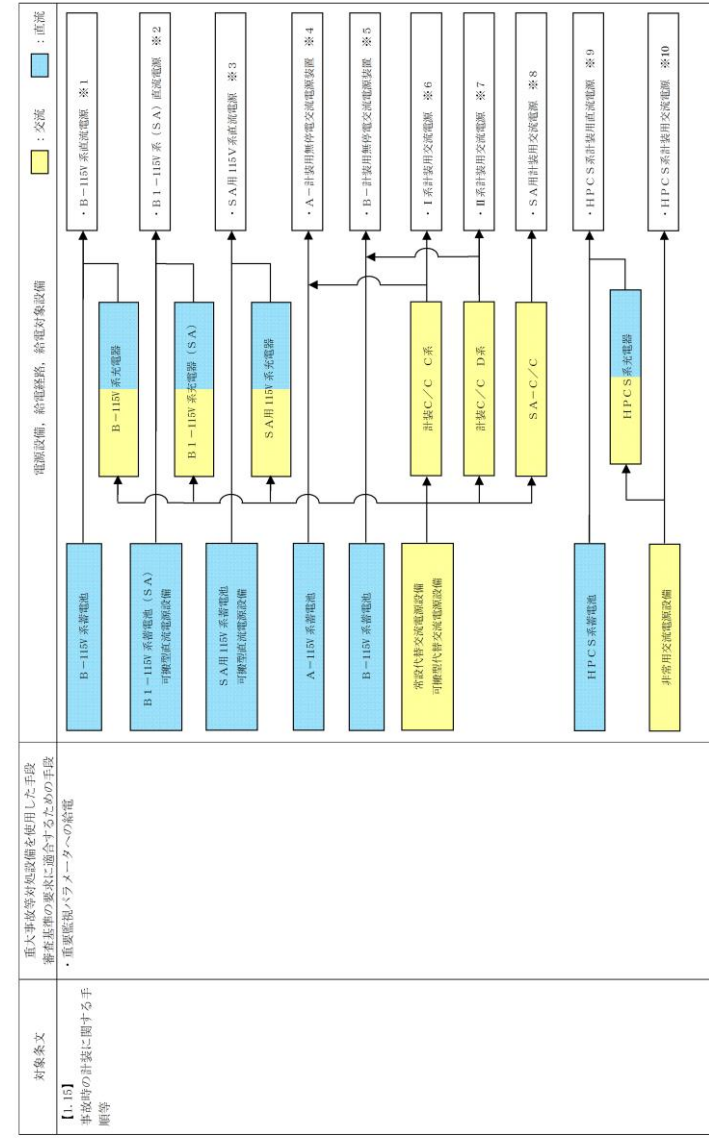 対象条文
重大事故等対処設備を使用した手段
審査基準の要求に適合するための手段
電源設備，給電経路，給電対象設備
：交流
：直流
【1.15】
事故時の計装に関する手
順等
・重要監視パラメータへの給電
B－115V系蓄電池
B－115V系充電器
・B－115V系直流電源 ※1
B1－115V系蓄電池（SA）
可搬型直流電源設備
B1－115V系充電器（SA）
・B1－115V系（SA）直流電源 ※2
SA用115V系蓄電池
可搬型直流電源設備
SA用115V系充電器
・SA用115V系直流電源 ※3
A－115V系蓄電池
・A－計装用無停電交流電源装置 ※4
B－115V系蓄電池
・B－計装用無停電交流電源装置 ※5
常設代替交流電源設備
可搬型代替交流電源設備
計装C／C C系
・Ⅰ系計装用交流電源 ※6
計装C／C D系
・Ⅱ系計装用交流電源 ※7
SA－C／C
・SA用計装用交流電源 ※8
HPCS系蓄電池
HPCS系充電器
・HPCS系計装用直流電源 ※9
非常用交流電源設備
・HPCS系計装用交流電源 ※10